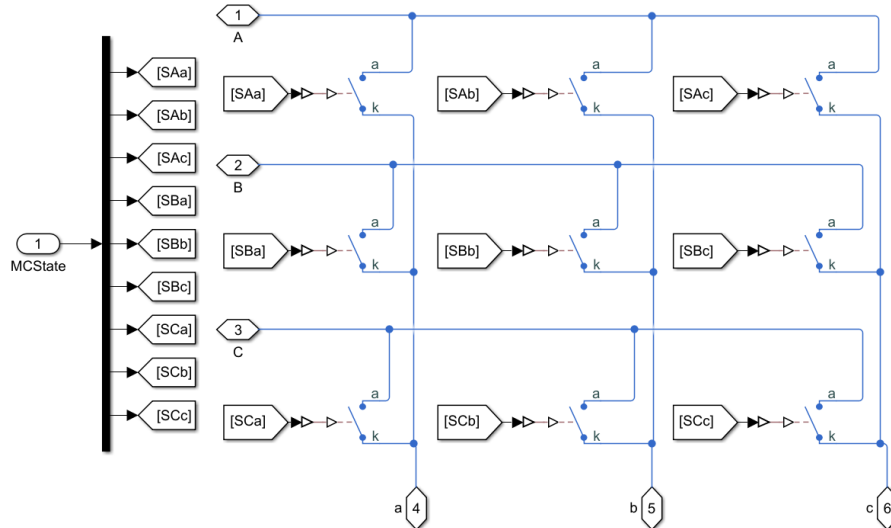 1
A
[SAa]
[SAb]
[SAc]
[SBa]
[SBb]
[SBc]
[SCa]
[SCb]
[SCc]
1
MCState
[SAa]
a
k
[SAb]
a
k
[SAc]
a
k
2
B
[SBa]
a
k
[SBb]
a
k
[SBc]
a
k
3
C
[SCa]
a
k
[SCb]
a
k
[SCc]
a
k
a
4
b
5
c
6